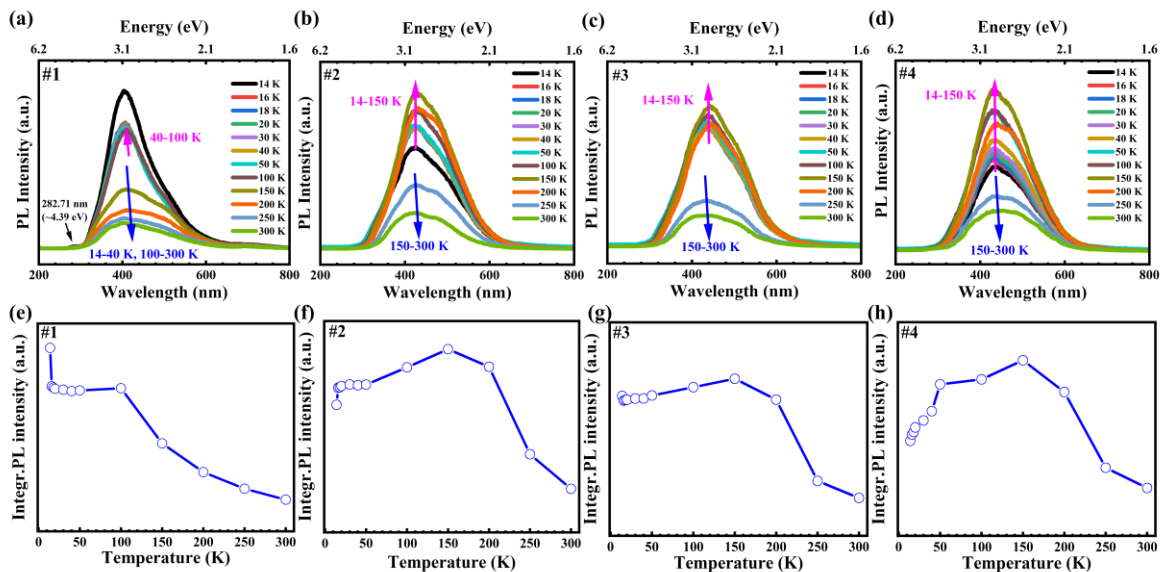 (a)
Energy (eV)
6.2 3.1 2.1 1.6
#1
14 K
16 K
18 K
20 K
30 K
40 K
50 K
100 K
150 K
200 K
250 K
300 K
40-100 K
282.71 nm
(~4.39 eV)
14-40 K, 100-300 K
PL Intensity (a.u.)
200 400 600 800
Wavelength (nm)
(b)
Energy (eV)
6.2 3.1 2.1 1.6
#2
14 K
16 K
18 K
20 K
30 K
40 K
50 K
100 K
150 K
200 K
250 K
300 K
14-150 K
150-300 K
PL Intensity (a.u.)
200 400 600 800
Wavelength (nm)
(c)
Energy (eV)
6.2 3.1 2.1 1.6
#3
14 K
16 K
18 K
20 K
30 K
40 K
50 K
100 K
150 K
200 K
250 K
300 K
14-150 K
150-300 K
PL Intensity (a.u.)
200 400 600 800
Wavelength (nm)
(d)
Energy (eV)
6.2 3.1 2.1 1.6
#4
14 K
16 K
18 K
20 K
30 K
40 K
50 K
100 K
150 K
200 K
250 K
300 K
14-150 K
150-300 K
PL Intensity (a.u.)
200 400 600 800
Wavelength (nm)
(e)
#1
Integr.PL intensity (a.u.)
0 50 100 150 200 250 300
Temperature (K)
(f)
#2
Integr.PL intensity (a.u.)
0 50 100 150 200 250 300
Temperature (K)
(g)
#3
Integr.PL intensity (a.u.)
0 50 100 150 200 250 300
Temperature (K)
(h)
#4
Integr.PL intensity (a.u.)
0 50 100 150 200 250 300
Temperature (K)